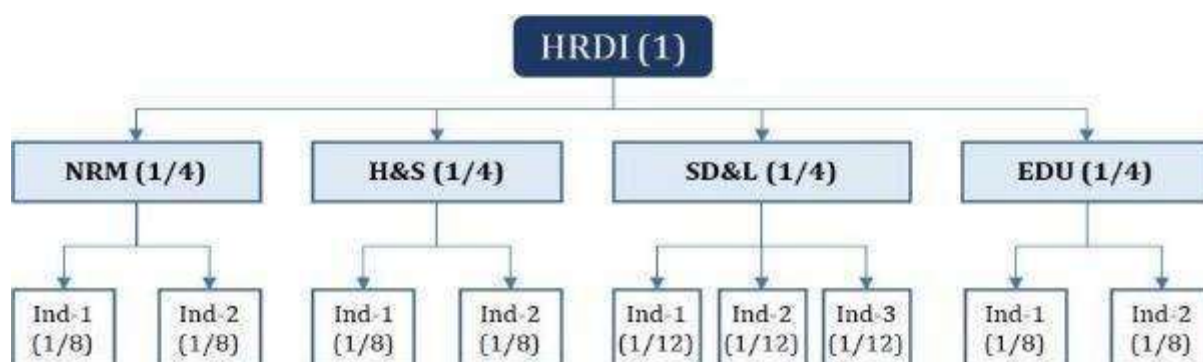 HRDI (1)
NRM (1/4)
H&S (1/4)
SD&L (1/4)
EDU (1/4)
Ind-1
(1/8)
Ind-2
(1/8)
Ind-1
(1/8)
Ind-2
(1/8)
Ind-1
(1/12)
Ind-2
(1/12)
Ind-3
(1/12)
Ind-1
(1/8)
Ind-2
(1/8)